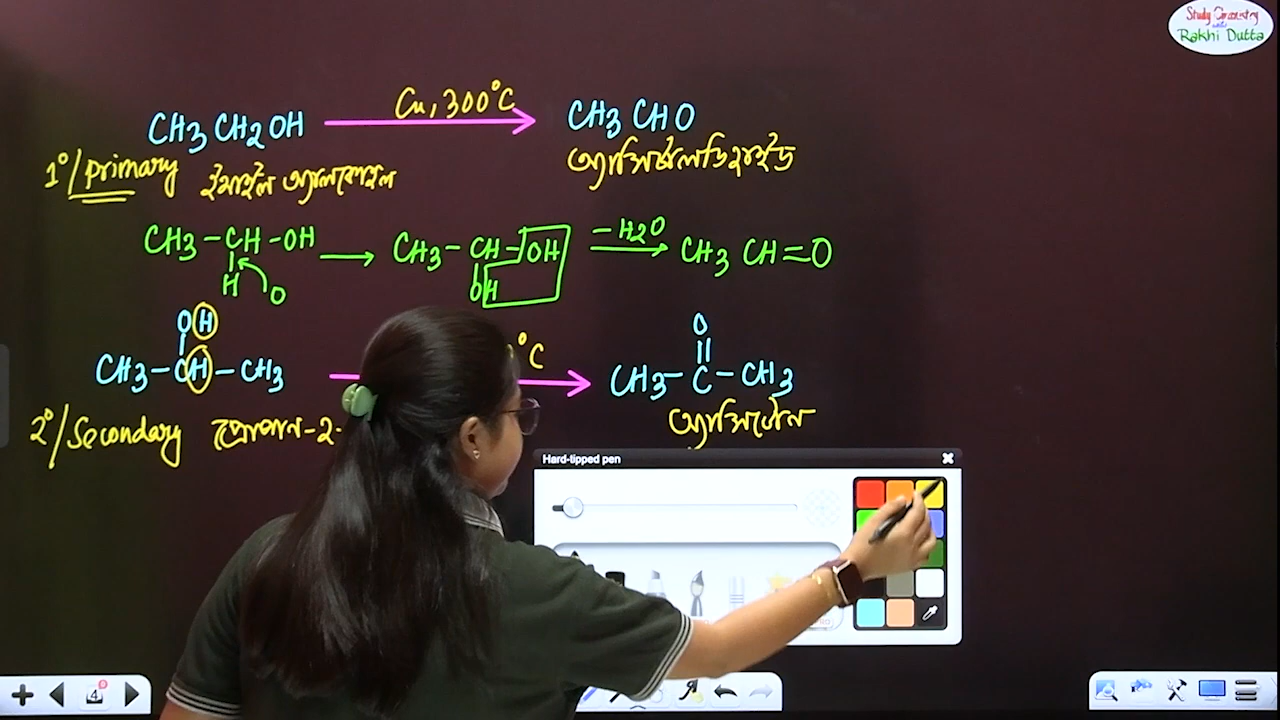 Study Chemistry
with
Rakhi Dutta
CH3 CH2 OH
Cu, 300°C
CH3 CHO
1°/primary ইথাইল অ্যালকোহল
অ্যাসিট্যালডিহাইড
CH3 - CH - OH
H
O
CH3 - CH - OH
OH
- H2O
CH3 CH = O
OH
CH3 - CH - CH3
°C
O
CH3 - C - CH3
2°/Secondary প্রোপান-2-
অ্যাসিটোন
Hard-tipped pen
4